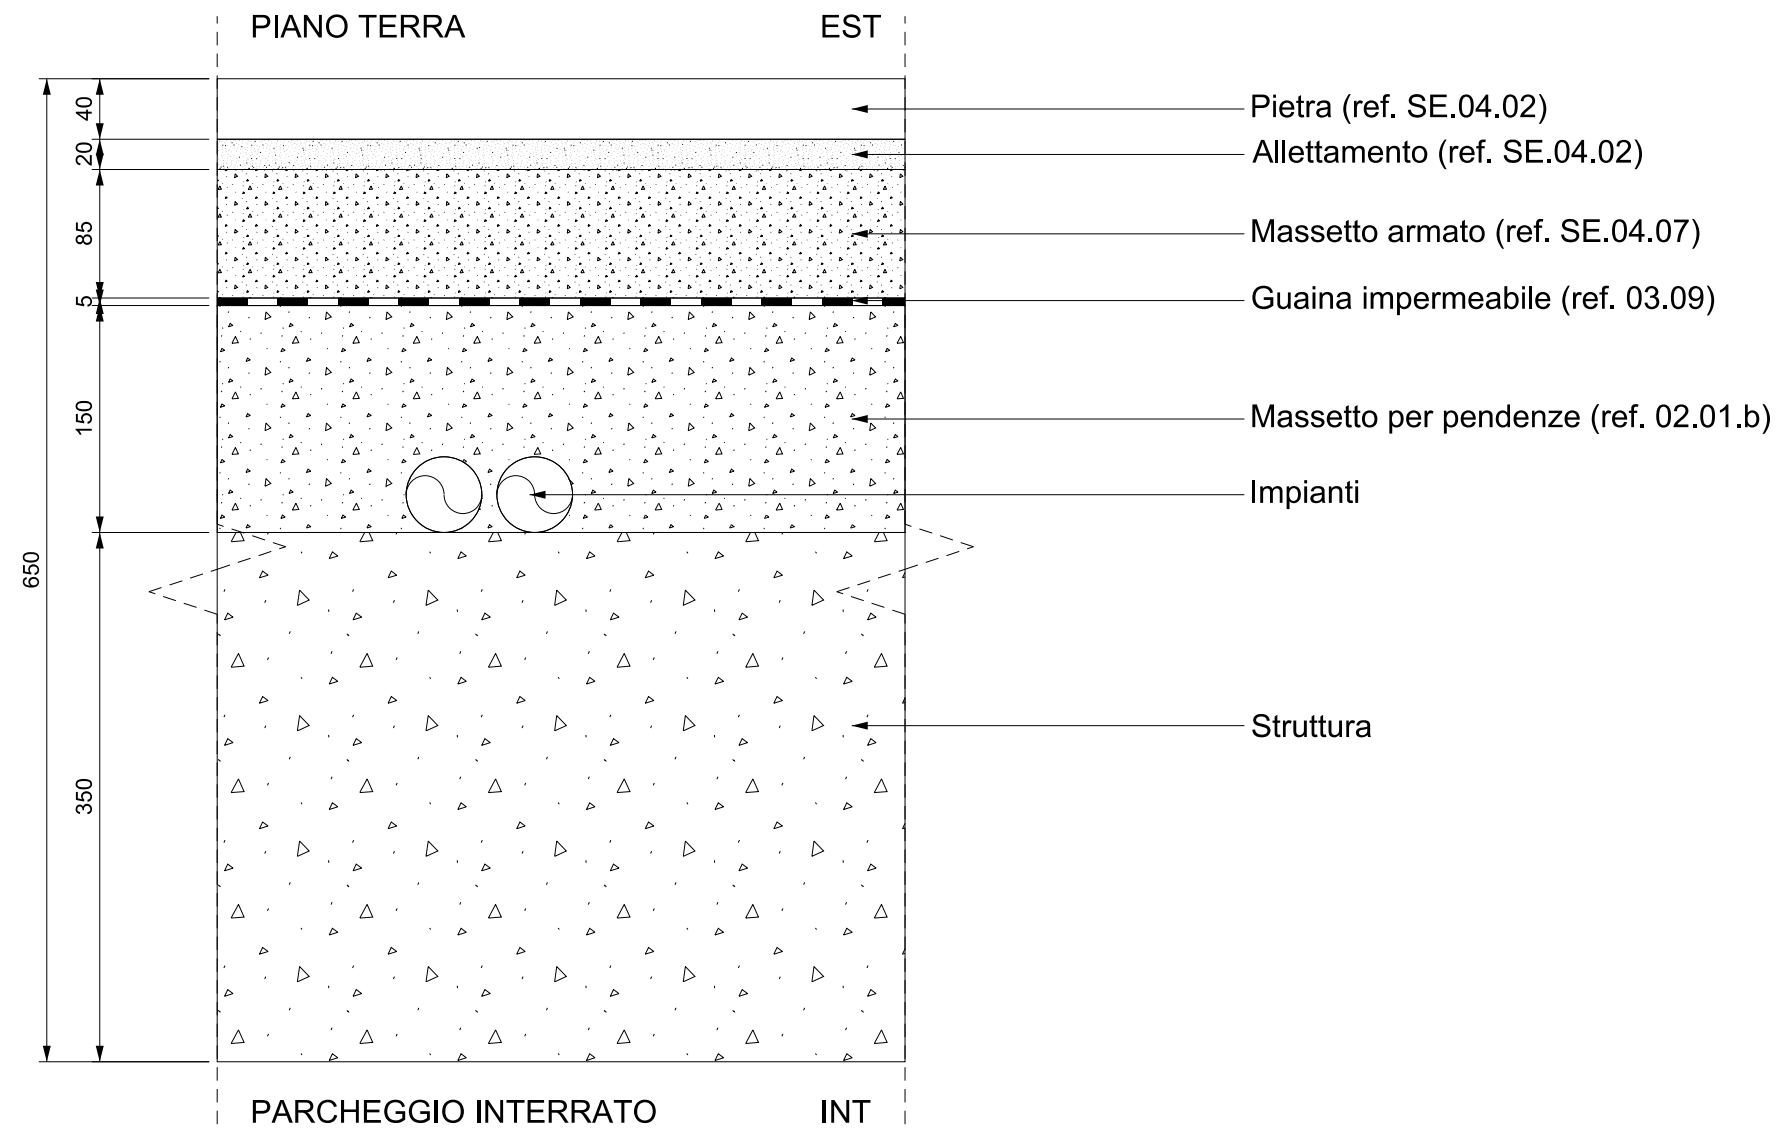 PIANO TERRA EST
40
Pietra (ref. SE.04.02)
20
Allettamento (ref. SE.04.02)
85
Massetto armato (ref. SE.04.07)
5
Guaina impermeabile (ref. 03.09)
150
Massetto per pendenze (ref. 02.01.b)
Impianti
650
Struttura
350
PARCHEGGIO INTERRATO INT